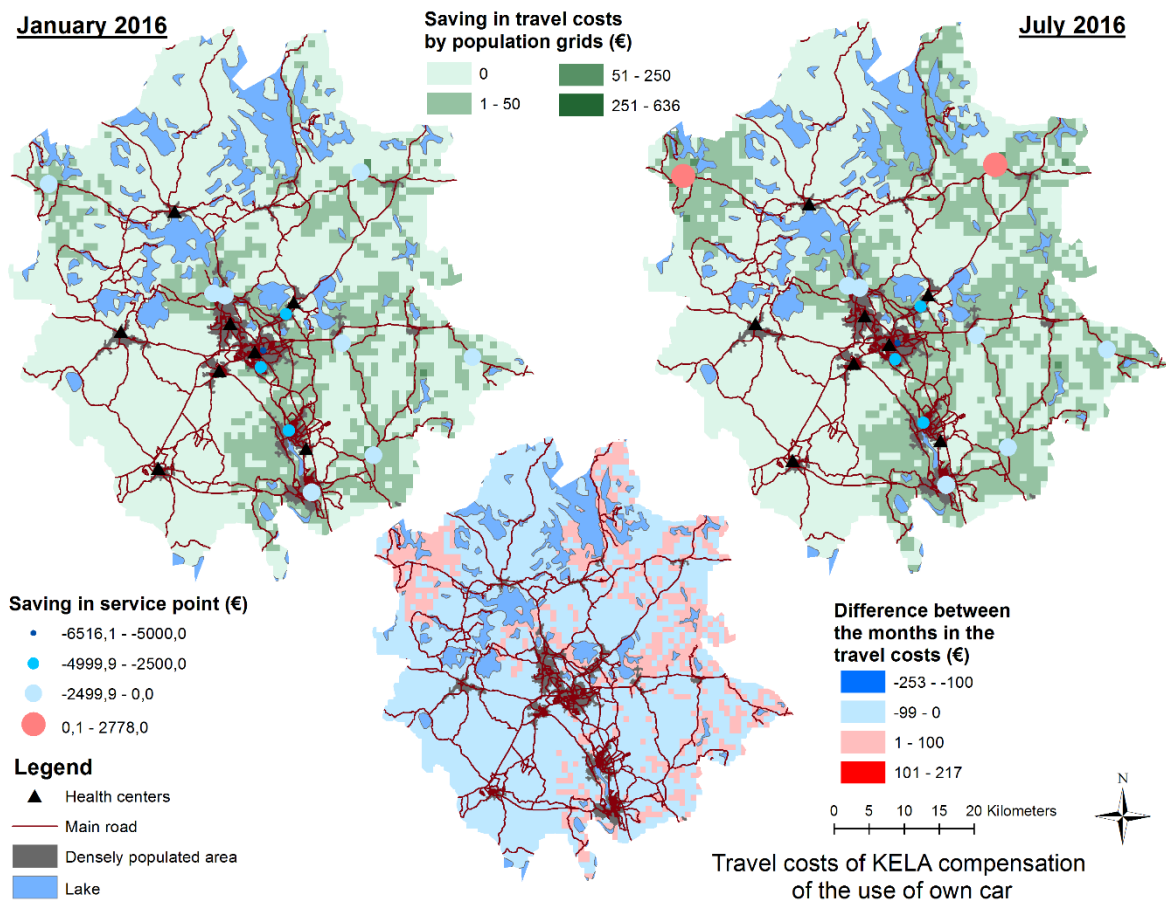 January 2016
Saving in travel costs
by population grids (€)
0
1 - 50
51 - 250
251 - 636
July 2016
Saving in service point (€)
-6516,1 - -5000,0
-4999,9 - -2500,0
-2499,9 - 0,0
0,1 - 2778,0
Legend
Health centers
Main road
Densely populated area
Lake
Difference between
the months in the
travel costs (€)
-253 - -100
-99 - 0
1 - 100
101 - 217
0 5 10 15 20 Kilometers
N
Travel costs of KELA compensation
of the use of own car